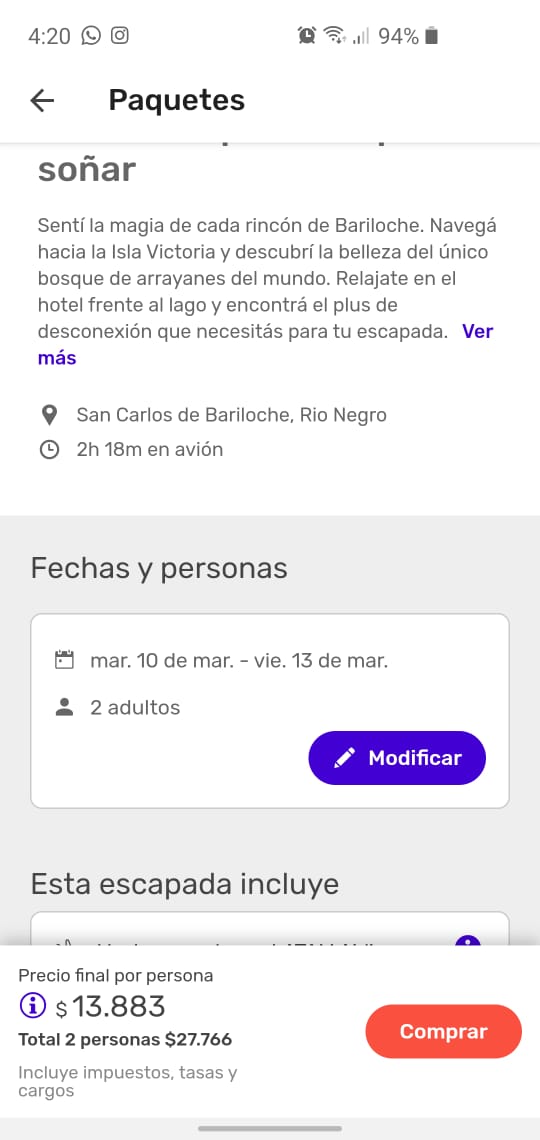 4:20
94%
Paquetes
soñar
Sentí la magia de cada rincón de Bariloche. Navegá
hacia la Isla Victoria y descubrí la belleza del único
bosque de arrayanes del mundo. Relajate en el
hotel frente al lago y encontrá el plus de
desconexión que necesitás para tu escapada. Ver
más
San Carlos de Bariloche, Rio Negro
2h 18m en avión
Fechas y personas
mar. 10 de mar. - vie. 13 de mar.
2 adultos
Modificar
Esta escapada incluye
Precio final por persona
$ 13.883
Total 2 personas $27.766
Comprar
Incluye impuestos, tasas y
cargos